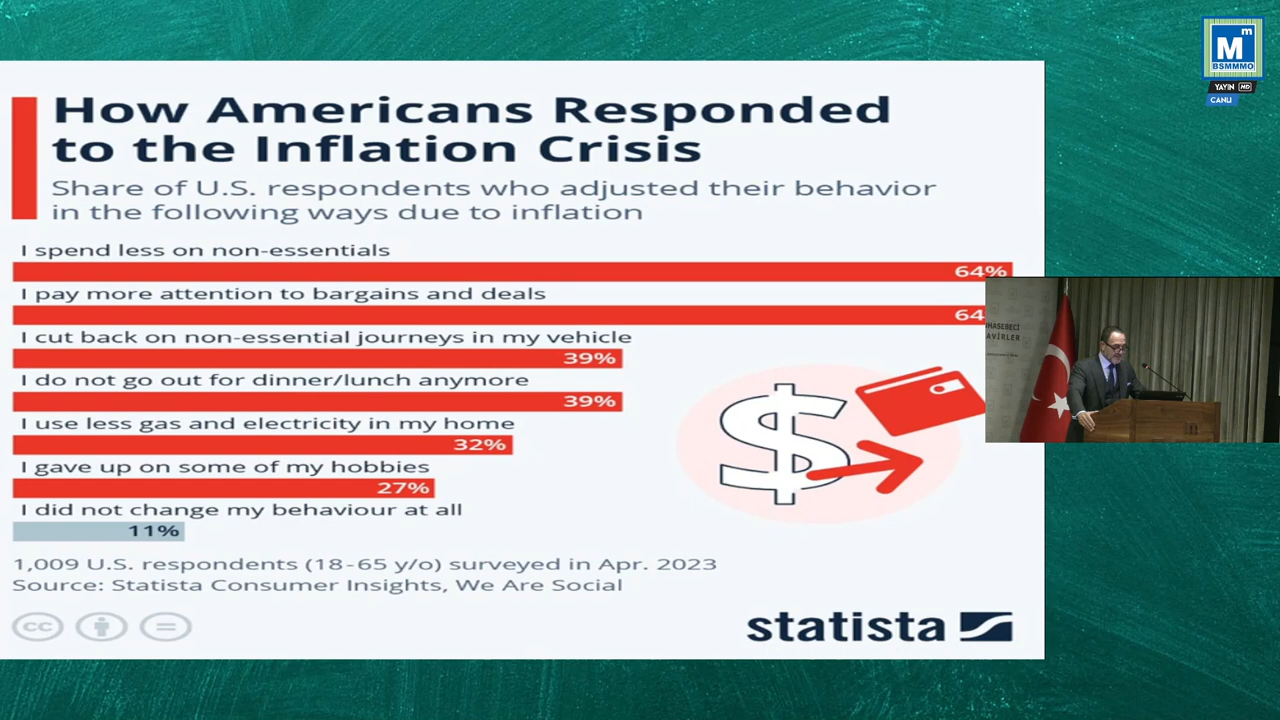 How Americans Responded
to the Inflation Crisis
Share of U.S. respondents who adjusted their behavior
in the following ways due to inflation
I spend less on non-essentials
64%
I pay more attention to bargains and deals
64
I cut back on non-essential journeys in my vehicle
39%
I do not go out for dinner/lunch anymore
39%
I use less gas and electricity in my home
32%
I gave up on some of my hobbies
27%
I did not change my behaviour at all
11%
1,009 U.S. respondents (18-65 y/o) surveyed in Apr. 2023
Source: Statista Consumer Insights, We Are Social
cc
statista
M m
BSMMMO
YAYIN HD
CANLI